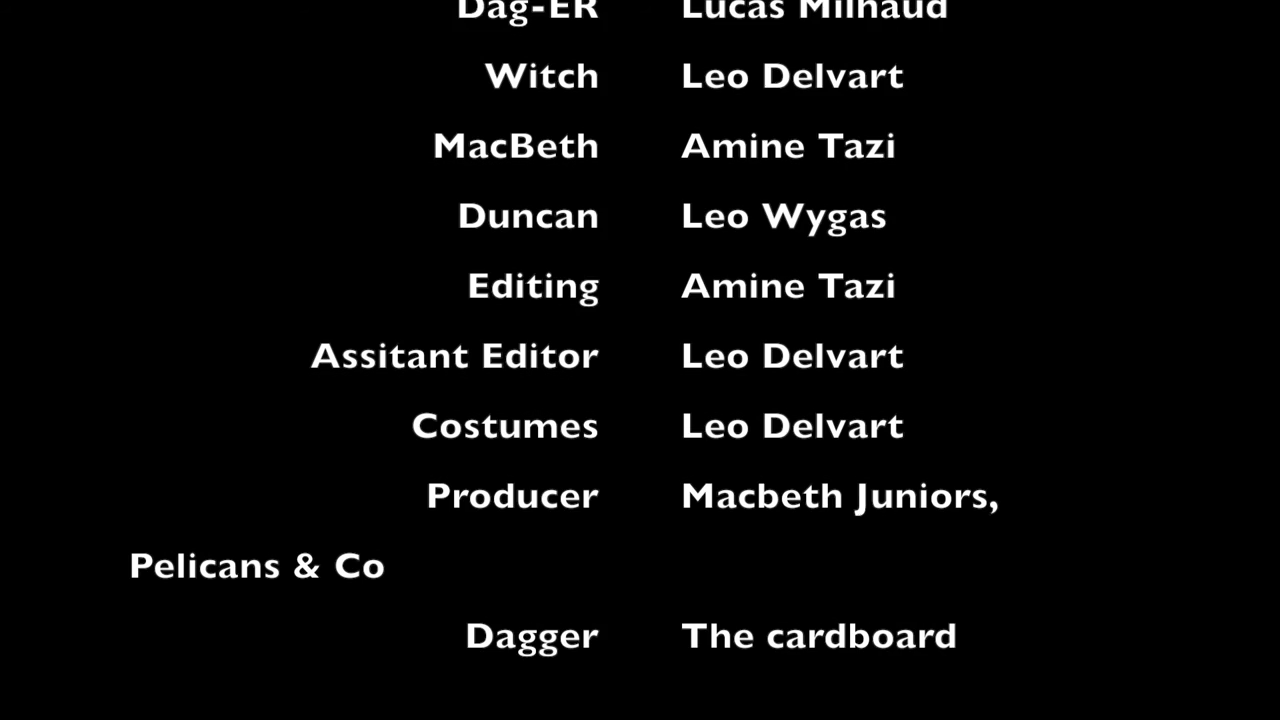 Dag-ER Lucas Milhaud
Witch Leo Delvart
MacBeth Amine Tazi
Duncan Leo Wygas
Editing Amine Tazi
Assitant Editor Leo Delvart
Costumes Leo Delvart
Producer Macbeth Juniors,
Pelicans & Co
Dagger The cardboard